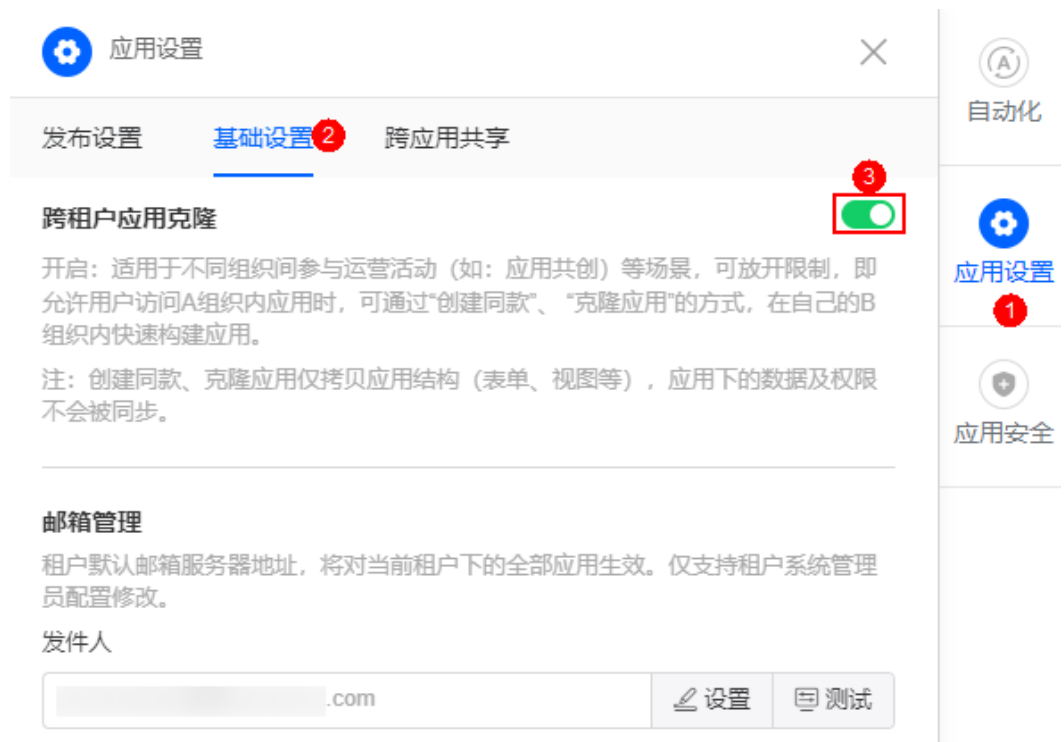 应用设置
发布设置 基础设置 2 跨应用共享
3
跨租户应用克隆
开启：适用于不同组织间参与运营活动（如：应用共创）等场景，可放开限制，即
允许用户访问A组织内应用时，可通过“创建同款”、“克隆应用”的方式，在自己的B
组织内快速构建应用。
注：创建同款、克隆应用仅拷贝应用结构（表单、视图等），应用下的数据及权限
不会被同步。
邮箱管理
租户默认邮箱服务器地址，将对当前租户下的全部应用生效。仅支持租户系统管理
员配置修改。
发件人
.com 设置 测试
A
自动化
应用设置
1
应用安全